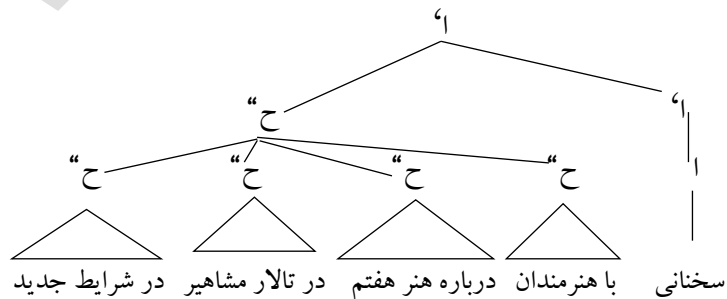 ا‘
ا‘
ح“
ا
ح“ ح“ ح“ ح“
سخنانی با هنرمندان درباره هنر هفتم در تالار مشاهیر در شرایط جدید